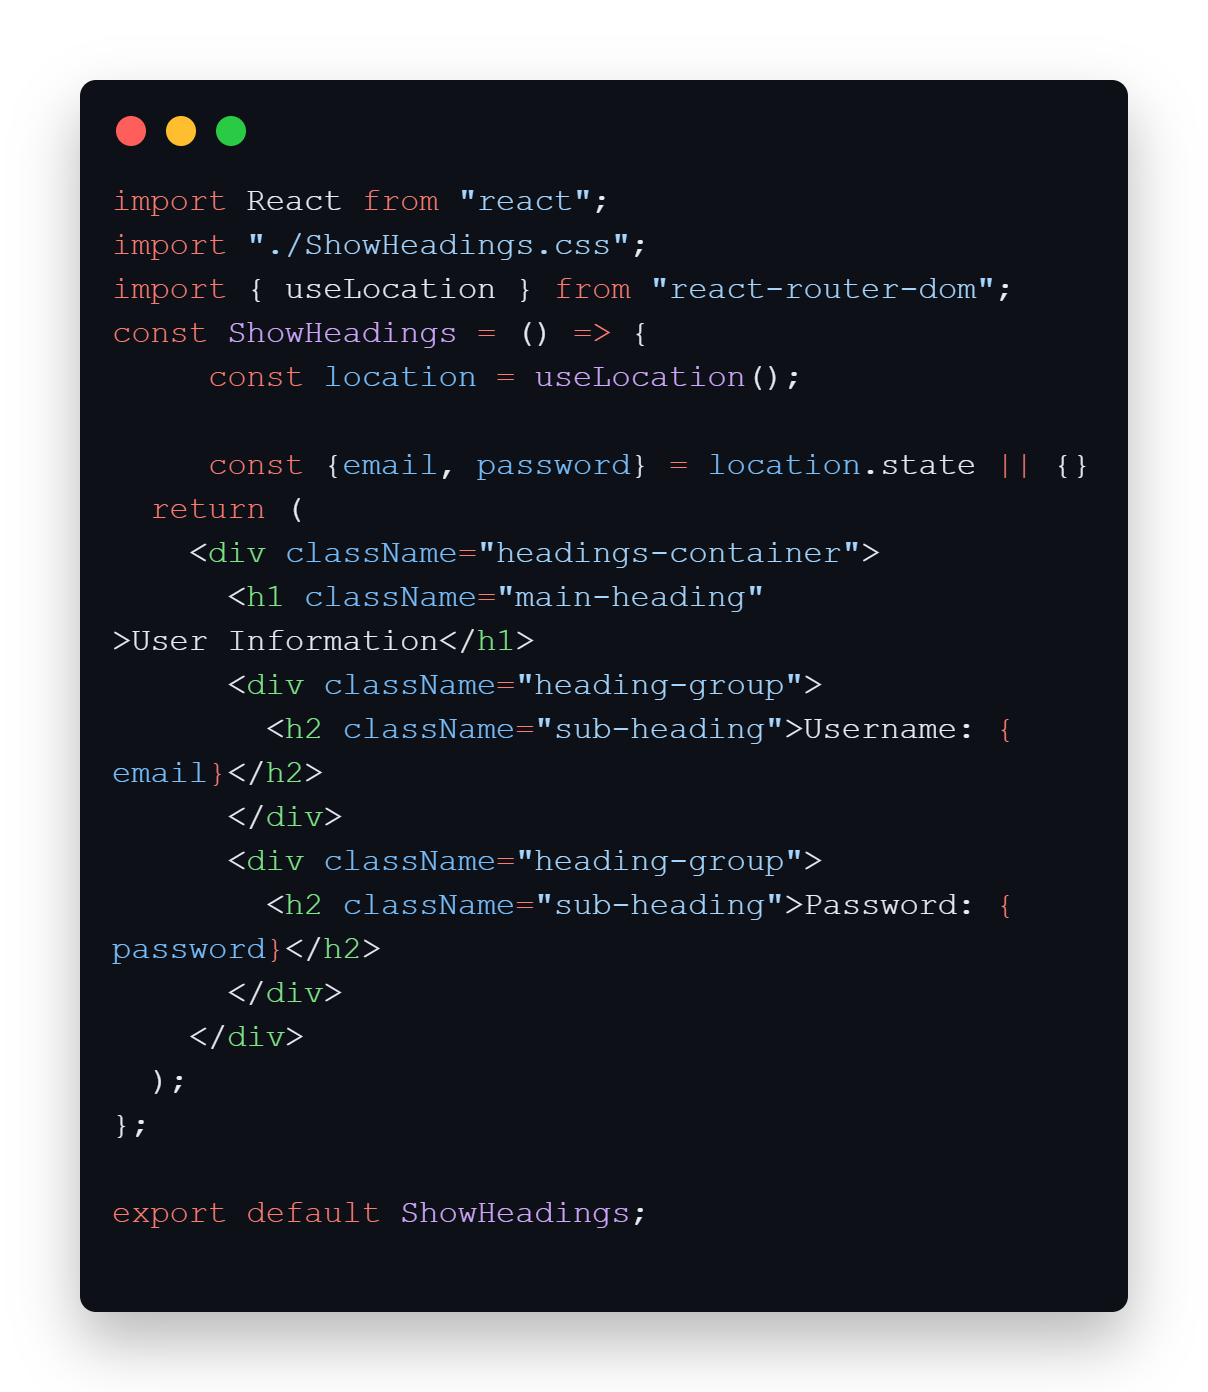 import React from "react";
import "./ShowHeadings.css";
import { useLocation } from "react-router-dom";
const ShowHeadings = () => {
     const location = useLocation();

     const {email, password} = location.state || {}
  return (
    <div className="headings-container">
      <h1 className="main-heading"
>User Information</h1>
      <div className="heading-group">
        <h2 className="sub-heading">Username: {
email}</h2>
      </div>
      <div className="heading-group">
        <h2 className="sub-heading">Password: {
password}</h2>
      </div>
    </div>
  );
};

export default ShowHeadings;